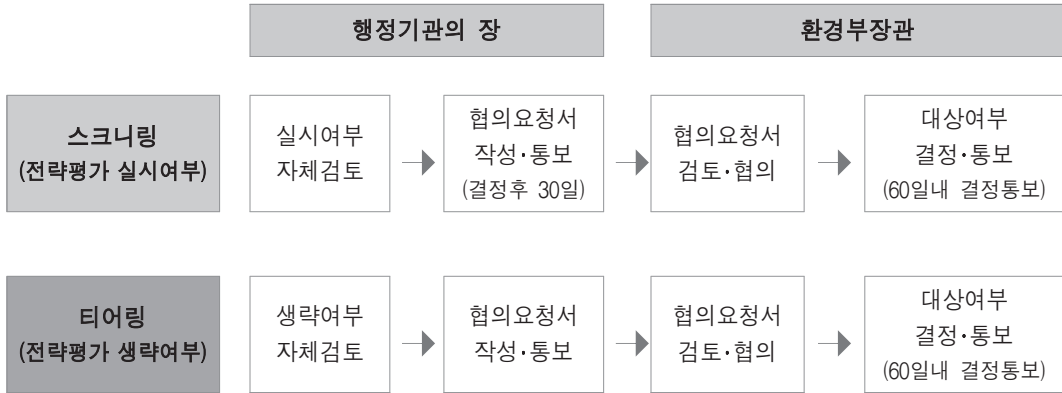 행정기관의 장
환경부장관
스크니링
(전략평가 실시여부)
실시여부
자체검토
협의요청서
작성·통보
(결정후 30일)
협의요청서
검토·협의
대상여부
결정·통보
(60일내 결정통보)
티어링
(전략평가 생략여부)
생략여부
자체검토
협의요청서
작성·통보
협의요청서
검토·협의
대상여부
결정·통보
(60일내 결정통보)